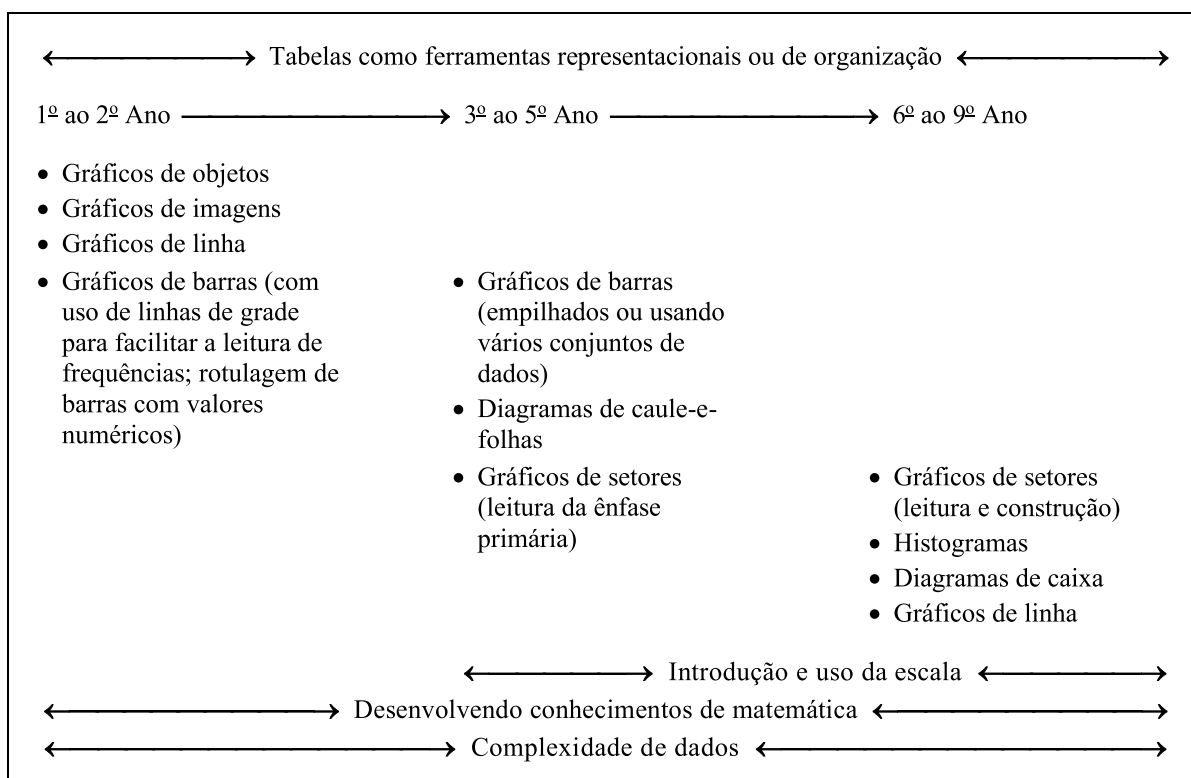 Tabelas como ferramentas representacionais ou de organização
1º ao 2º Ano
3º ao 5º Ano
6º ao 9º Ano
• Gráficos de objetos
• Gráficos de imagens
• Gráficos de linha
• Gráficos de barras (com
uso de linhas de grade
para facilitar a leitura de
frequências; rotulagem de
barras com valores
numéricos)
• Gráficos de barras
(empilhados ou usando
vários conjuntos de
dados)
• Diagramas de caule-e-
folhas
• Gráficos de setores
(leitura da ênfase
primária)
• Gráficos de setores
(leitura e construção)
• Histogramas
• Diagramas de caixa
• Gráficos de linha
Introdução e uso da escala
Desenvolvendo conhecimentos de matemática
Complexidade de dados